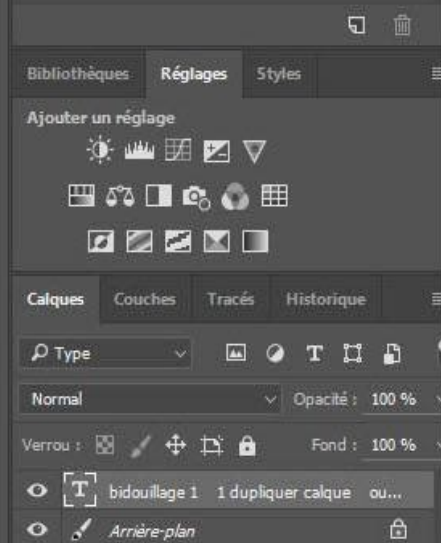 Bibliothèques Réglages Styles
Ajouter un réglage
Calques Couches Tracés Historique
Type
Normal Opacité : 100 %
Verrou : Fond : 100 %
T bidouillage 1 1 dupliquer calque ou...
Arrière-plan